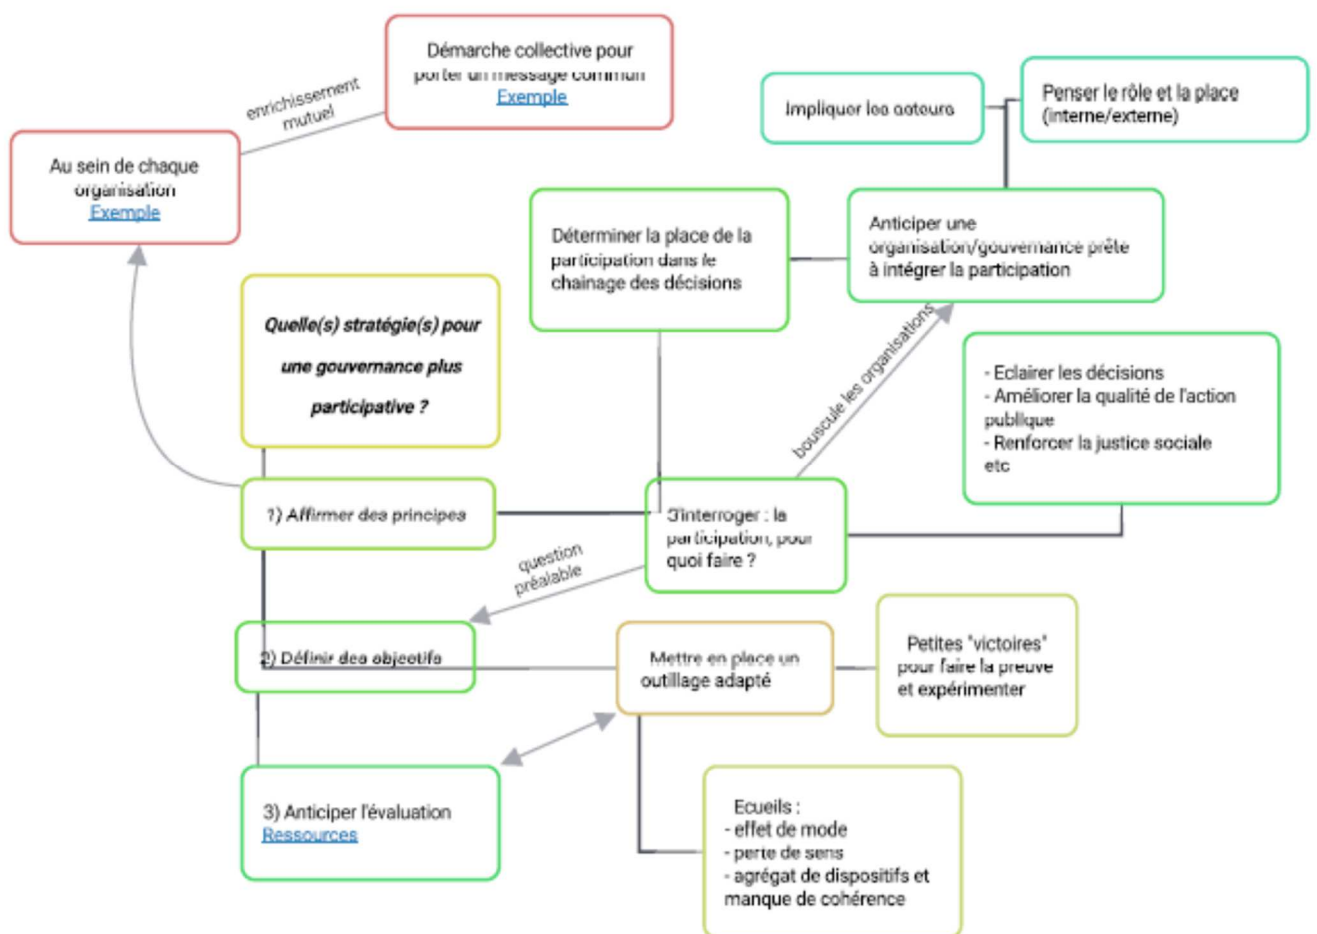 Démarche collective pour
porter un message commun
Exemple
enrichissement
mutuel
Au sein de chaque
organisation
Exemple
Impliquer les acteurs
Penser le rôle et la place
(interne/externe)
Déterminer la place de la
participation dans le
chainage des décisions
Anticiper une
organisation/gouvernance prête
à intégrer la participation
Quelle(s) stratégie(s) pour
une gouvernance plus
participative ?
bouscule les organisations
- Eclairer les décisions
- Améliorer la qualité de l'action
publique
- Renforcer la justice sociale
etc
1) Affirmer des principes
S'interroger : la
participation, pour
quoi faire ?
question
préalable
2) Définir des objectifs
Mettre en place un
outillage adapté
Petites "victoires"
pour faire la preuve
et expérimenter
3) Anticiper l'évaluation
Ressources
Ecueils :
- effet de mode
- perte de sens
- agrégat de dispositifs et
manque de cohérence